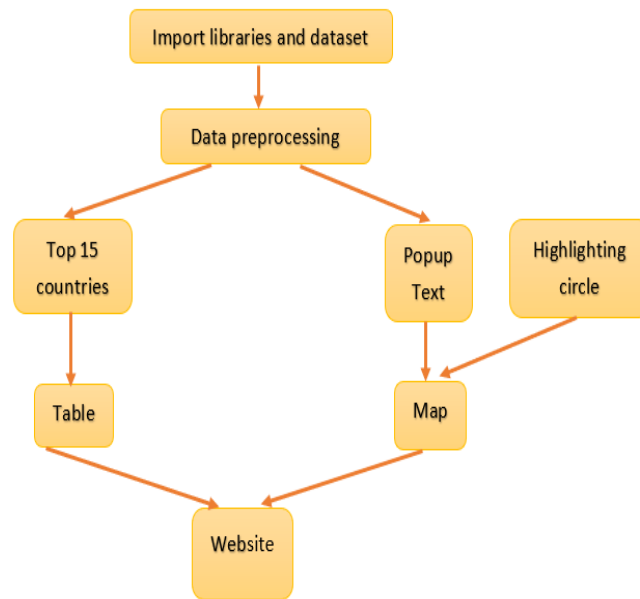 Import libraries and dataset
Data preprocessing
Top 15
countries
Popup
Text
Highlighting
circle
Table
Map
Website